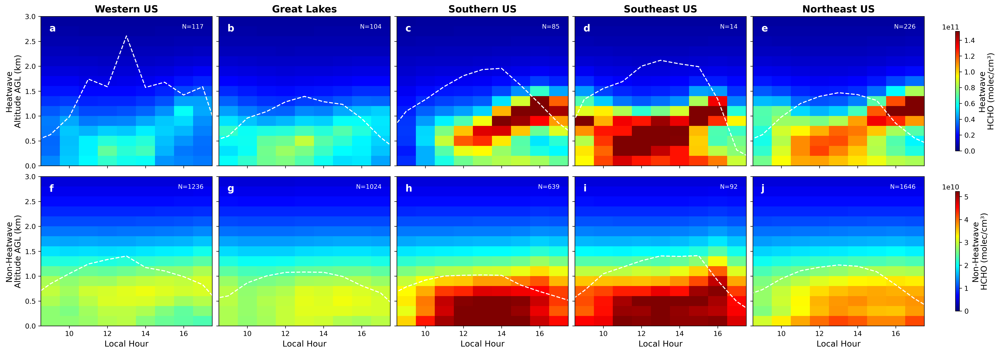 Western US
Great Lakes
Southern US
Southeast US
Northeast US
Heatwave
Altitude AGL (km)
3.0
2.5
2.0
1.5
1.0
0.5
0.0
a
N=117
b
N=104
c
N=85
d
N=14
e
N=226
1e11
1.4
1.2
1.0
0.8
0.6
0.4
0.2
0.0
Heatwave
HCHO (molec/cm³)
Non-Heatwave
Altitude AGL (km)
3.0
2.5
2.0
1.5
1.0
0.5
0.0
f
N=1236
g
N=1024
h
N=639
i
N=92
j
N=1646
1e10
5
4
3
2
1
0
Non-Heatwave
HCHO (molec/cm³)
10 12 14 16
10 12 14 16
10 12 14 16
10 12 14 16
10 12 14 16
Local Hour
Local Hour
Local Hour
Local Hour
Local Hour